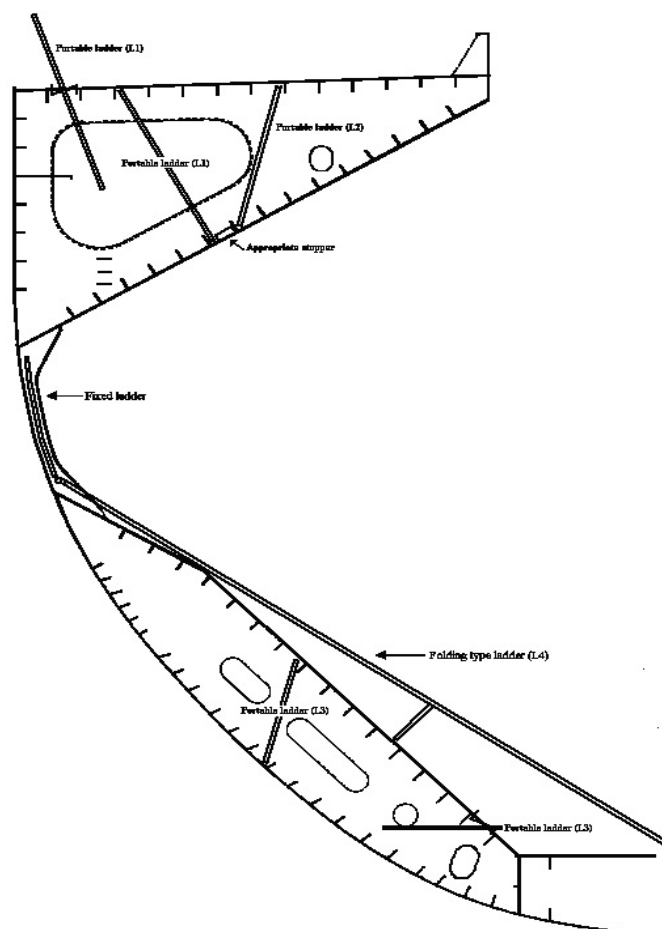 Portable ladder (L1)
Portable ladder (L2)
Portable ladder (L1)
Appropriate stopper
Fixed ladder
Folding type ladder (L4)
Portable ladder (L3)
Portable ladder (L3)